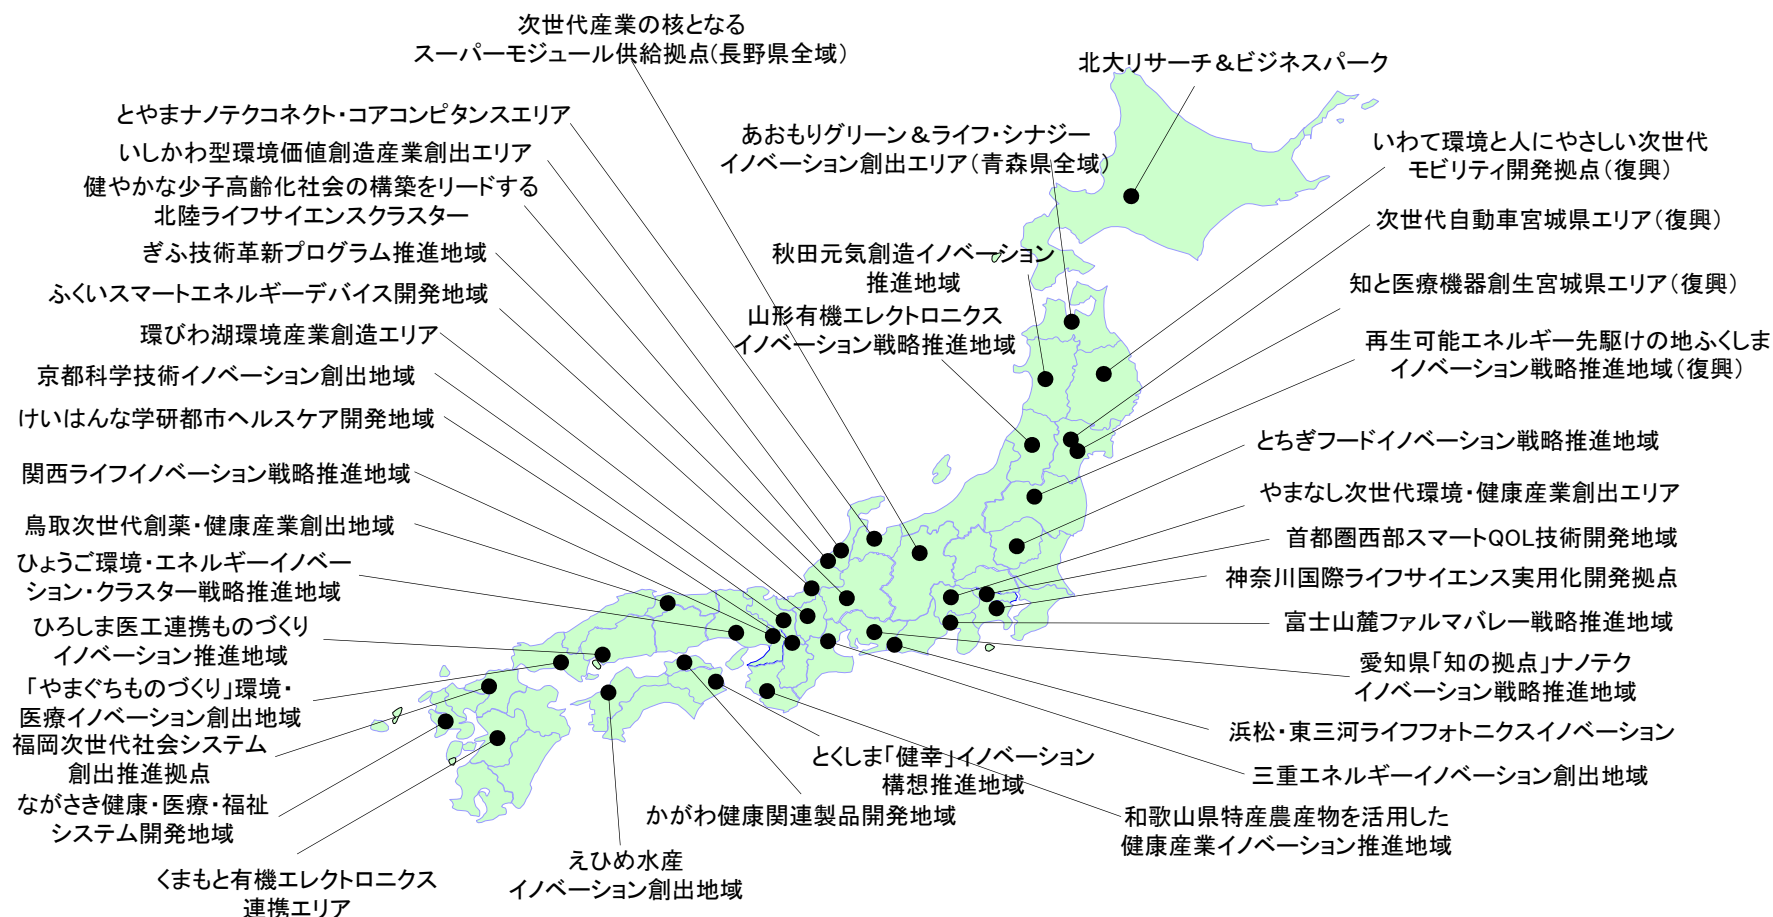 次世代産業の核となる
スーパーモジュール供給拠点(長野県全域)
北大リサーチ&ビジネスパーク
とやまナノテクコネクト・コアコンピタンスエリア
いしかわ型環境価値創造産業創出エリア
健やかな少子高齢化社会の構築をリードする
北陸ライフサイエンスクラスター
ぎふ技術革新プログラム推進地域
ふくいスマートエネルギーデバイス開発地域
環びわ湖環境産業創造エリア
京都科学技術イノベーション創出地域
けいはんな学研都市ヘルスケア開発地域
関西ライフイノベーション戦略推進地域
鳥取次世代創薬・健康産業創出地域
ひょうご環境・エネルギーイノベー
ション・クラスター戦略推進地域
ひろしま医工連携ものづくり
イノベーション推進地域
「やまぐちものづくり」環境・
医療イノベーション創出地域
福岡次世代社会システム
創出推進拠点
ながさき健康・医療・福祉
システム開発地域
くまもと有機エレクトロニクス
連携エリア
あおもりグリーン&ライフ・シナジー
イノベーション創出エリア(青森県全域)
秋田元気創造イノベーション
推進地域
山形有機エレクトロニクス
イノベーション戦略推進地域
いわて環境と人にやさしい次世代
モビリティ開発拠点(復興)
次世代自動車宮城県エリア(復興)
知と医療機器創生宮城県エリア(復興)
再生可能エネルギー先駆けの地ふくしま
イノベーション戦略推進地域(復興)
とちぎフードイノベーション戦略推進地域
やまなし次世代環境・健康産業創出エリア
首都圏西部スマートQOL技術開発地域
神奈川国際ライフサイエンス実用化開発拠点
富士山麓ファルマバレー戦略推進地域
愛知県「知の拠点」ナノテク
イノベーション戦略推進地域
浜松・東三河ライフフォトニクスイノベーション
三重エネルギーイノベーション創出地域
和歌山県特産農産物を活用した
健康産業イノベーション推進地域
とくしま「健幸」イノベーション
構想推進地域
かがわ健康関連製品開発地域
えひめ水産
イノベーション創出地域